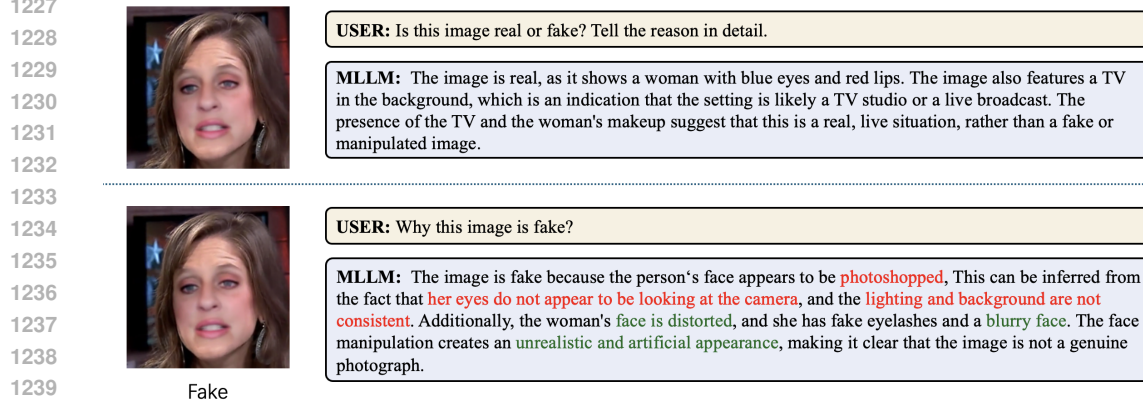 1227
1228
1229
1230
1231
1232
1233
1234
1235
1236
1237
1238
1239
USER: Is this image real or fake? Tell the reason in detail.
MLLM: The image is real, as it shows a woman with blue eyes and red lips. The image also features a TV
in the background, which is an indication that the setting is likely a TV studio or a live broadcast. The
presence of the TV and the woman's makeup suggest that this is a real, live situation, rather than a fake or
manipulated image.
USER: Why this image is fake?
MLLM: The image is fake because the person‘s face appears to be photoshopped, This can be inferred from
the fact that her eyes do not appear to be looking at the camera, and the lighting and background are not
consistent. Additionally, the woman's face is distorted, and she has fake eyelashes and a blurry face. The face
manipulation creates an unrealistic and artificial appearance, making it clear that the image is not a genuine
photograph.
Fake